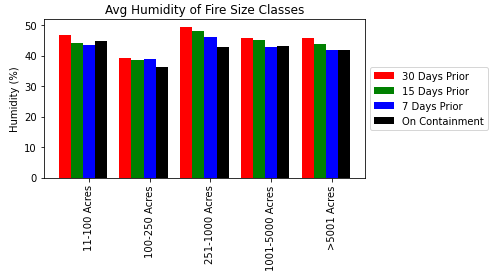 Avg Humidity of Fire Size Classes
50
40
30
20
10
0
Humidity (%)
11-100 Acres
100-250 Acres
251-1000 Acres
1001-5000 Acres
>5001 Acres
30 Days Prior
15 Days Prior
7 Days Prior
On Containment